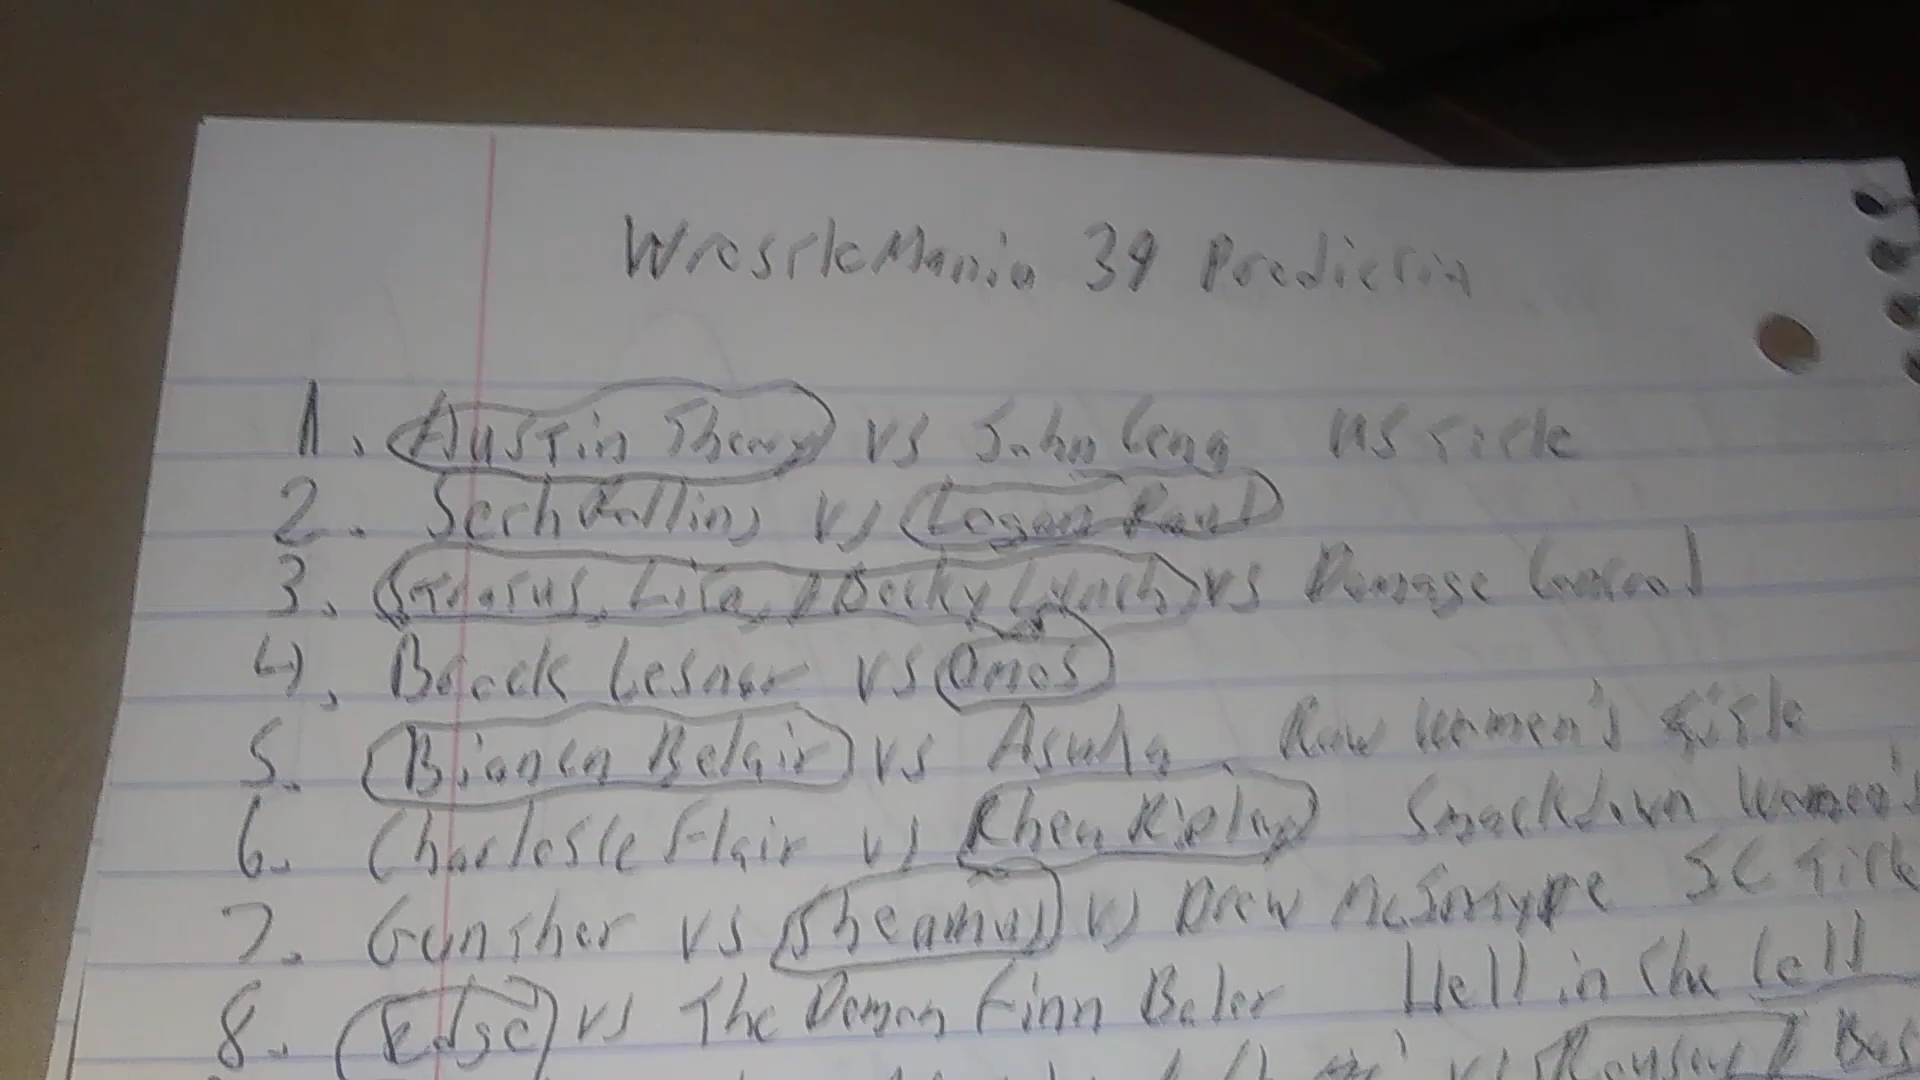 WrestleMania 39 Prediction
1. Austin Theory vs John Cena US Title
2. Seth Rollins vs Logan Paul
3. Stratus, Lita, & Becky Lynch vs Damage Control
4. Brock Lesnar vs Omos
5. Bianca Belair vs Asuka Raw Women's Title
6. Charlotte Flair vs Rhea Ripley Smackdown Women's
7. Gunther vs Sheamus vs Drew McIntyre IC Title
8. Edge vs The Demon Finn Balor Hell in the Cell
vs Ronsay